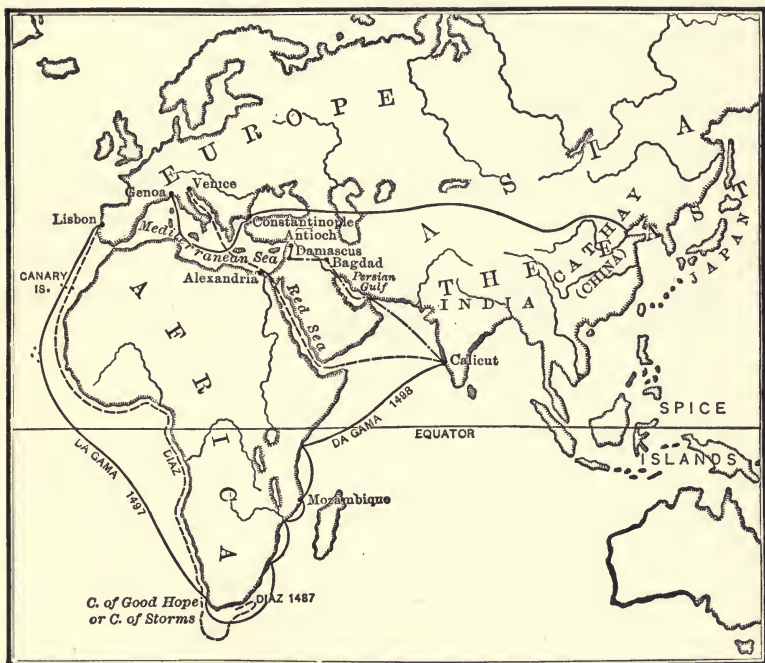 EUROPE
ASIA
Genoa
Venice
Lisbon
Constantinople
Antioch
Mediterranean Sea
Damascus
Bagdad
Persian
Gulf
Alexandria
CANARY
IS.
Red Sea
AFRICA
THE EAST
INDIA
CATHAY
(CHINA)
JAPAN
Calicut
SPICE
ISLANDS
EQUATOR
DA GAMA 1498
DA GAMA 1497
DIAZ
Mozambique
DIAZ 1487
C. of Good Hope
or C. of Storms